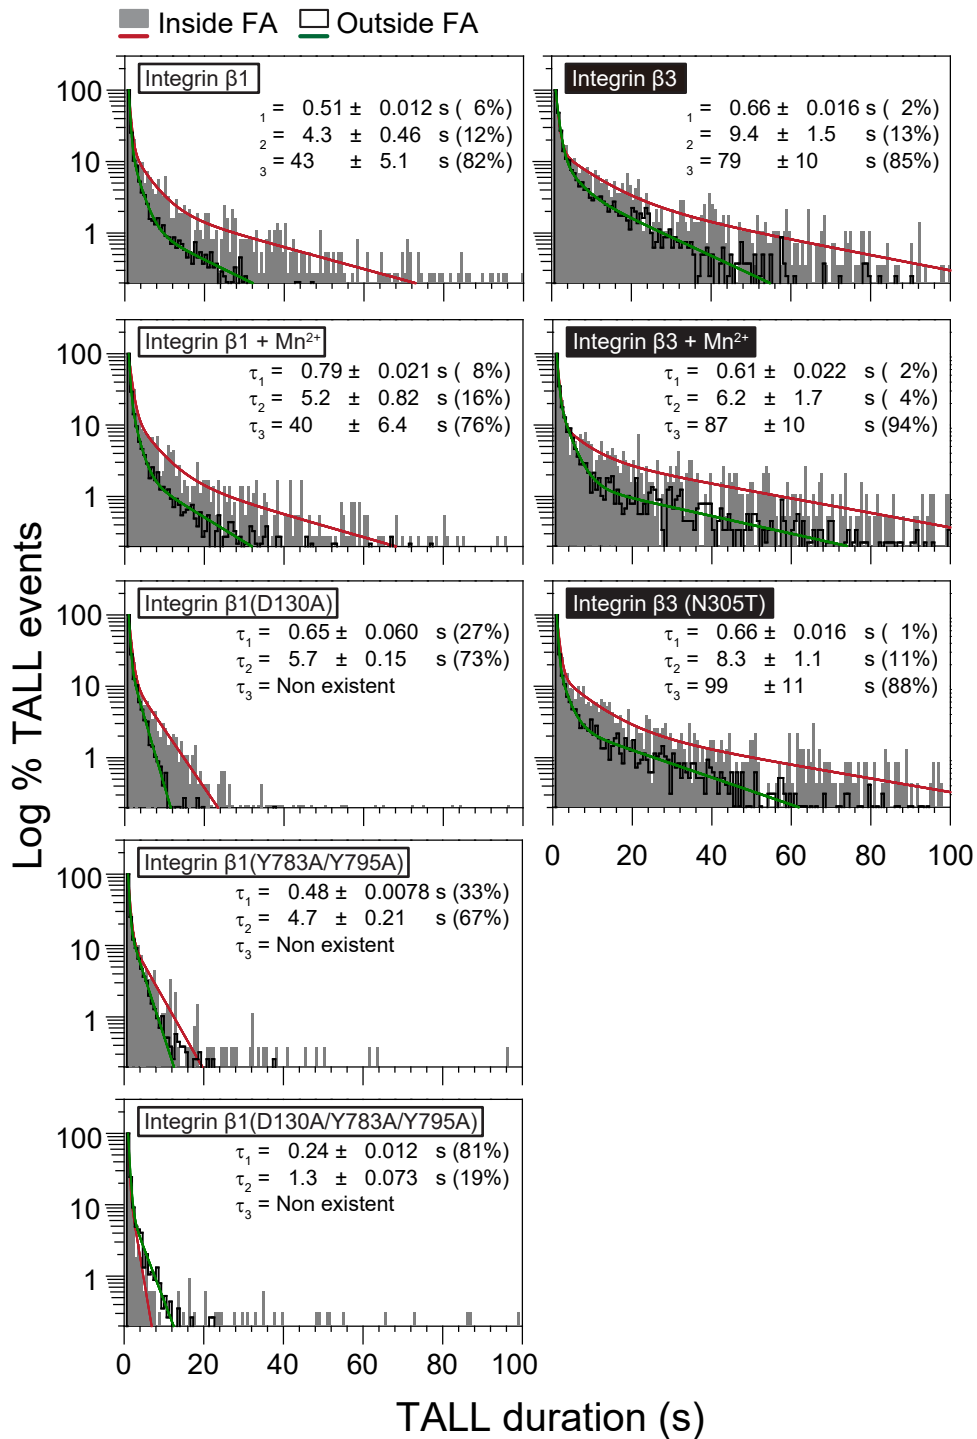 Inside FA Outside FA
Log % TALL events
Integrin β1
1 = 0.51 ± 0.012 s ( 6%)
2 = 4.3 ± 0.46 s (12%)
3 = 43 ± 5.1 s (82%)
100
10
1
Integrin β3
1 = 0.66 ± 0.016 s ( 2%)
2 = 9.4 ± 1.5 s (13%)
3 = 79 ± 10 s (85%)
Integrin β1 + Mn²⁺
τ1 = 0.79 ± 0.021 s ( 8%)
τ2 = 5.2 ± 0.82 s (16%)
τ3 = 40 ± 6.4 s (76%)
100
10
1
Integrin β3 + Mn²⁺
τ1 = 0.61 ± 0.022 s ( 2%)
τ2 = 6.2 ± 1.7 s ( 4%)
τ3 = 87 ± 10 s (94%)
Integrin β1(D130A)
τ1 = 0.65 ± 0.060 s (27%)
τ2 = 5.7 ± 0.15 s (73%)
τ3 = Non existent
100
10
1
Integrin β3 (N305T)
τ1 = 0.66 ± 0.016 s ( 1%)
τ2 = 8.3 ± 1.1 s (11%)
τ3 = 99 ± 11 s (88%)
0 20 40 60 80 100
Integrin β1(Y783A/Y795A)
τ1 = 0.48 ± 0.0078 s (33%)
τ2 = 4.7 ± 0.21 s (67%)
τ3 = Non existent
100
10
1
Integrin β1(D130A/Y783A/Y795A)
τ1 = 0.24 ± 0.012 s (81%)
τ2 = 1.3 ± 0.073 s (19%)
τ3 = Non existent
100
10
1
0 20 40 60 80 100
TALL duration (s)